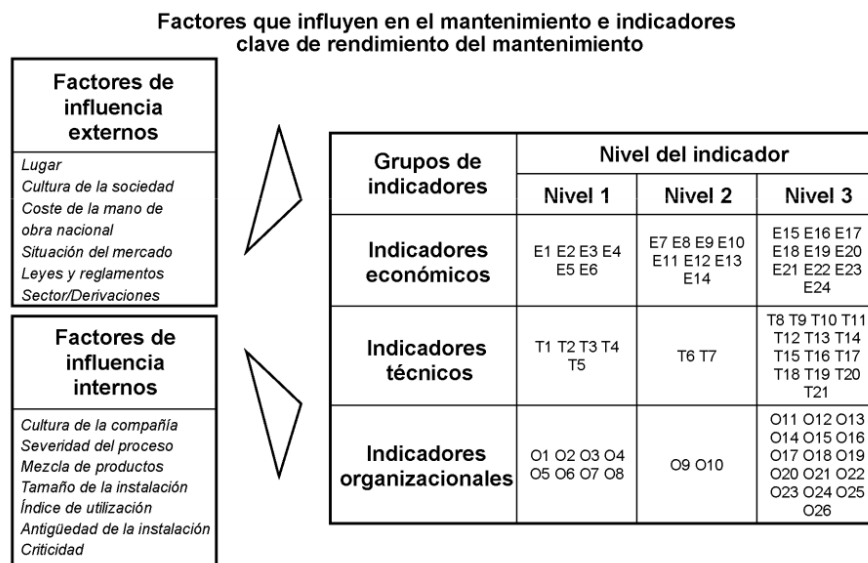 Factores que influyen en el mantenimiento e indicadores
clave de rendimiento del mantenimiento
Factores de
influencia
externos
Lugar
Cultura de la sociedad
Coste de la mano de
obra nacional
Situación del mercado
Leyes y reglamentos
Sector/Derivaciones
Factores de
influencia
internos
Cultura de la compañía
Severidad del proceso
Mezcla de productos
Tamaño de la instalación
Índice de utilización
Antigüedad de la instalación
Criticidad
Grupos de
indicadores
Nivel del indicador
Nivel 1
Nivel 2
Nivel 3
Indicadores
económicos
E1 E2 E3 E4
E5 E6
E7 E8 E9 E10
E11 E12 E13
E14
E15 E16 E17
E18 E19 E20
E21 E22 E23
E24
Indicadores
técnicos
T1 T2 T3 T4
T5
T6 T7
T8 T9 T10 T11
T12 T13 T14
T15 T16 T17
T18 T19 T20
T21
Indicadores
organizacionales
O1 O2 O3 O4
O5 O6 O7 O8
O9 O10
O11 O12 O13
O14 O15 O16
O17 O18 O19
O20 O21 O22
O23 O24 O25
O26